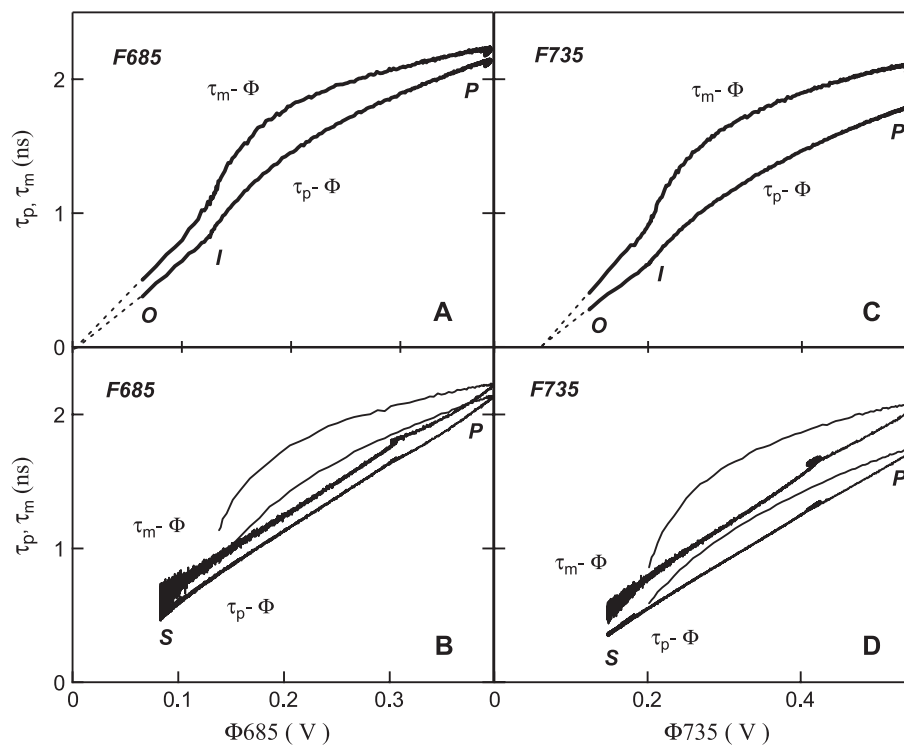 F685
τm- Φ
P
τp- Φ
I
O
A
2
1
0
τp, τm (ns)
F735
τm- Φ
P
τp- Φ
I
O
C
F685
P
τm- Φ
τp- Φ
S
B
2
1
0
τp, τm (ns)
0 0.1 0.2 0.3
Φ685 ( V )
F735
P
τm- Φ
τp- Φ
S
D
0 0.2 0.4
Φ735 ( V )